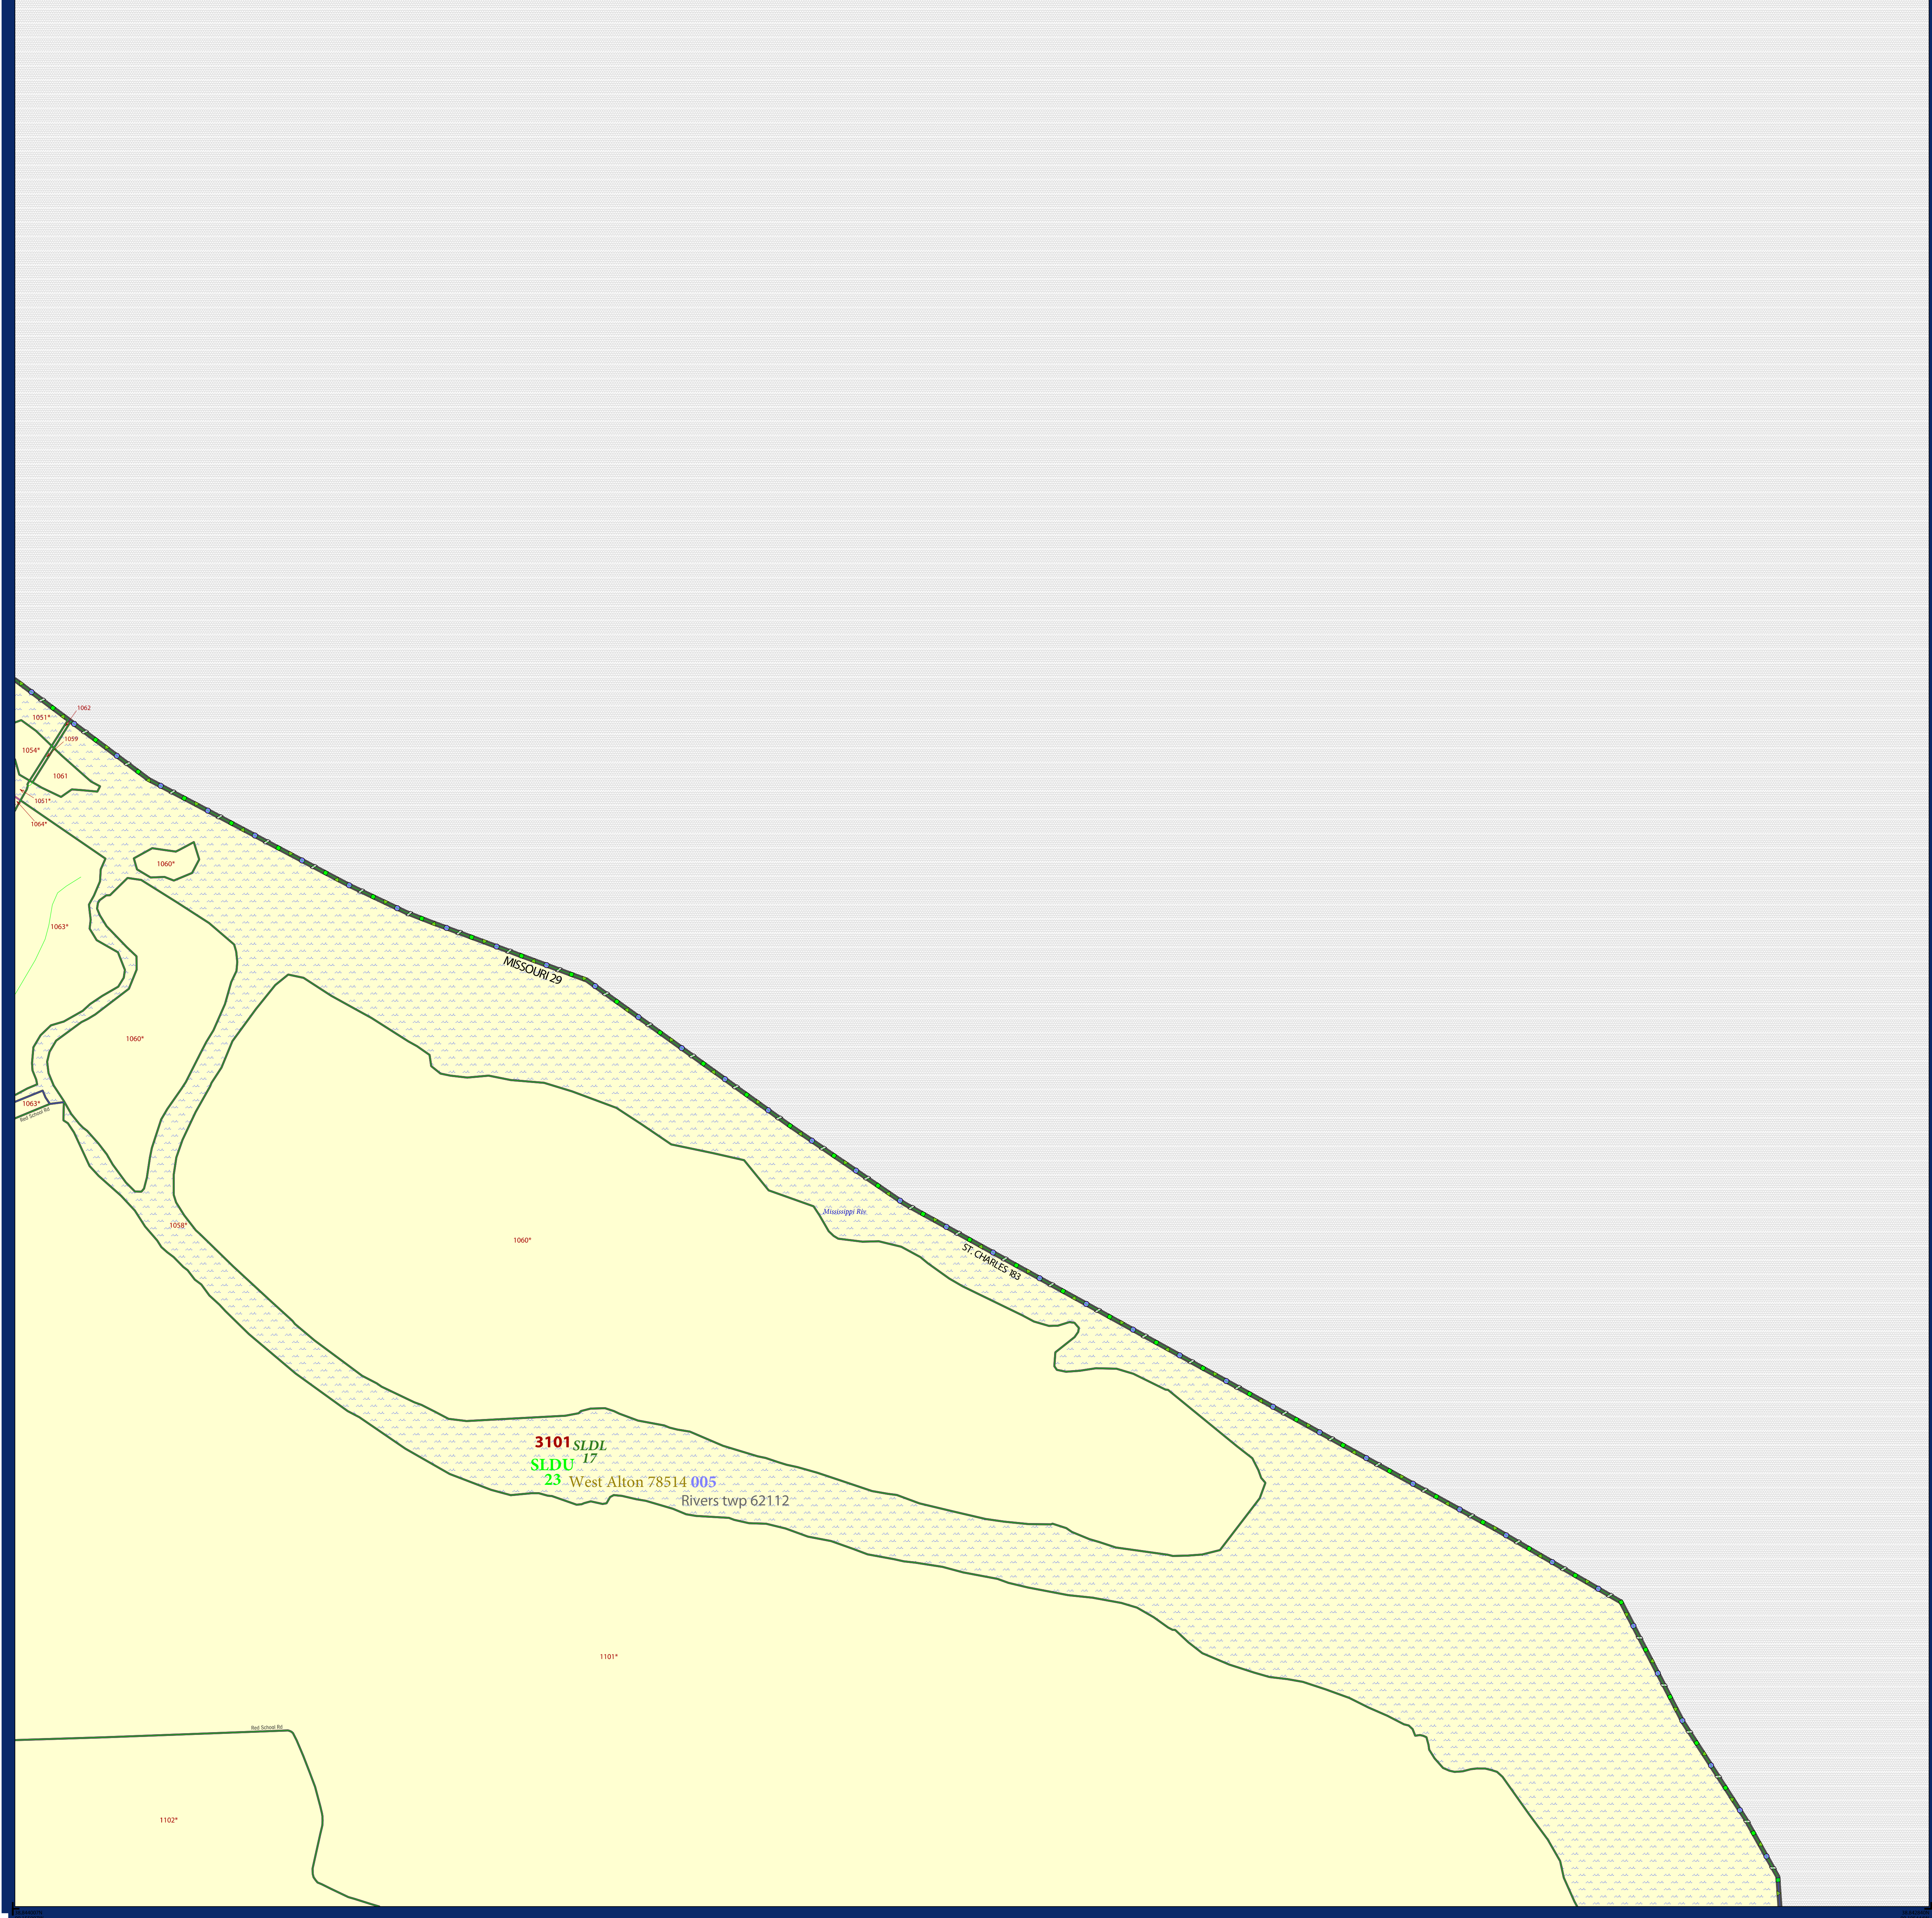 1062
1051*
1059
1054*
1061
1051*
1064*
1060*
1063*
MISSOURI 29
1060*
1063*
Red School Rd
Mississippi Riv
1058*
1060*
ST. CHARLES 183
3101 SLDL
17
SLDU
23 West Alton 78514 005
Rivers twp 62112
1101*
Red School Rd
1102*